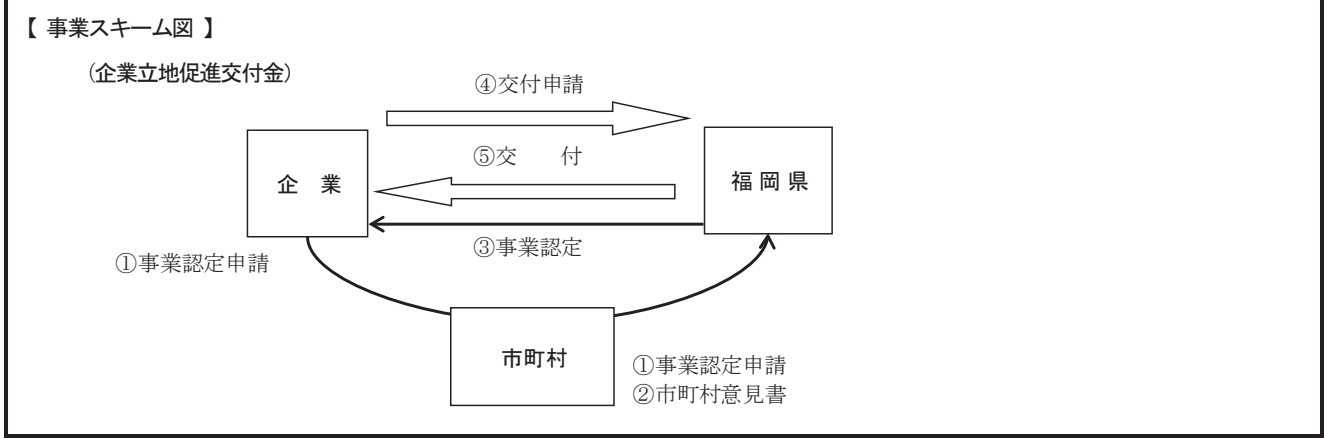 【 事業スキーム図 】
(企業立地促進交付金)
④交付申請
⑤交　　付
企　業
福 岡 県
③事業認定
①事業認定申請
市町村
①事業認定申請
②市町村意見書